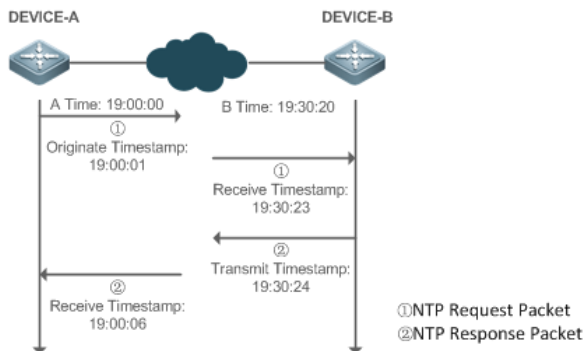 DEVICE-A
DEVICE-B
A Time: 19:00:00
B Time: 19:30:20
①
Originate Timestamp:
19:00:01
①
Receive Timestamp:
19:30:23
②
Transmit Timestamp:
19:30:24
②
Receive Timestamp:
19:00:06
①NTP Request Packet
②NTP Response Packet